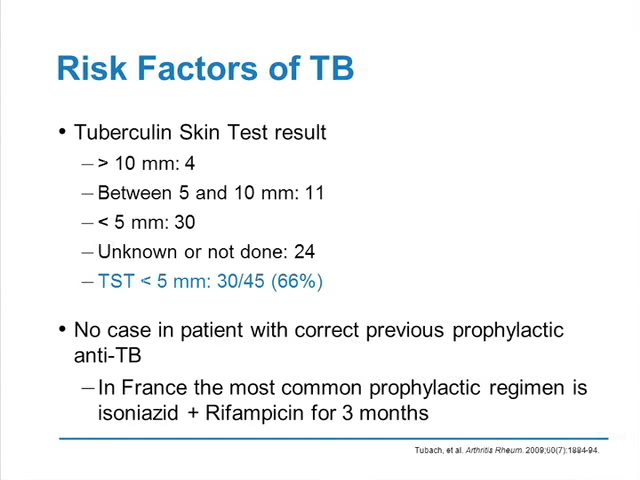 Risk Factors of TB
• Tuberculin Skin Test result
– > 10 mm: 4
– Between 5 and 10 mm: 11
– < 5 mm: 30
– Unknown or not done: 24
– TST < 5 mm: 30/45 (66%)
• No case in patient with correct previous prophylactic
anti-TB
– In France the most common prophylactic regimen is
isoniazid + Rifampicin for 3 months
Tubach, et al. Arthritis Rheum. 2009;60(7):1884-94.